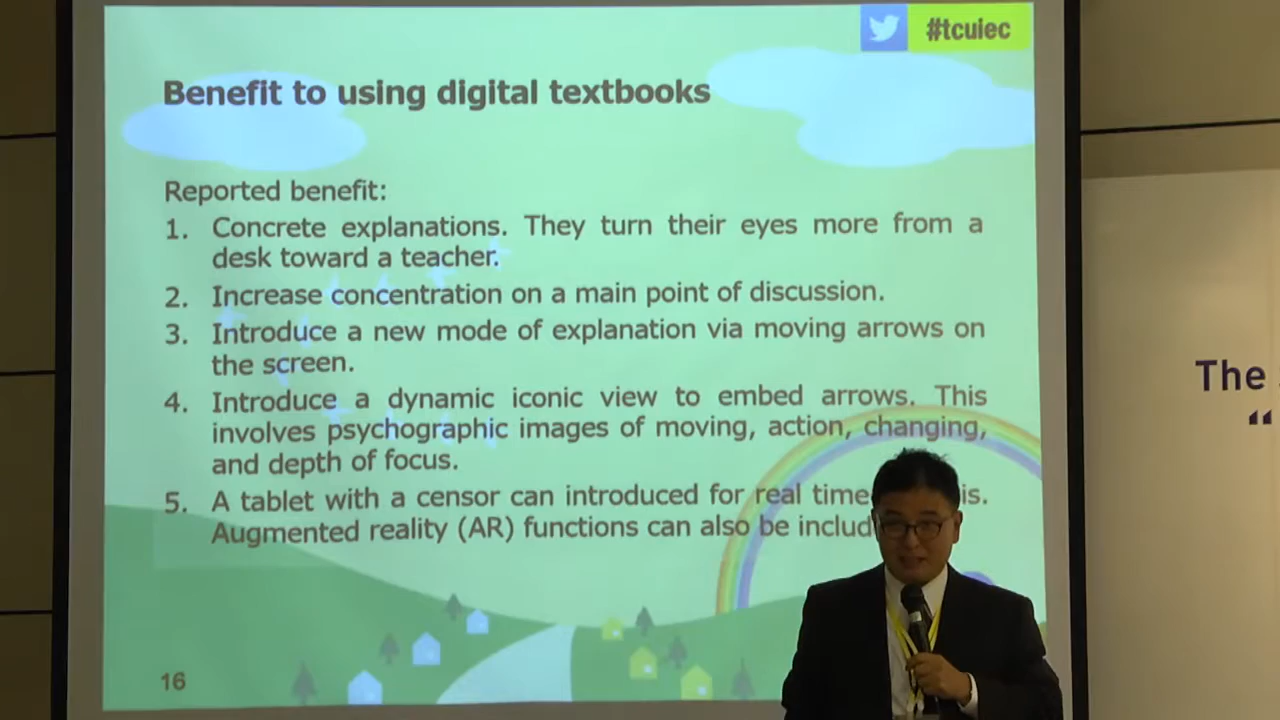 #tcuiec
Benefit to using digital textbooks
Reported benefit:
1. Concrete explanations. They turn their eyes more from a
desk toward a teacher.
2. Increase concentration on a main point of discussion.
3. Introduce a new mode of explanation via moving arrows on
the screen.
4. Introduce a dynamic iconic view to embed arrows. This
involves psychographic images of moving, action, changing,
and depth of focus.
5. A tablet with a censor can introduced for real time
Augmented reality (AR) functions can also be
16
The
“